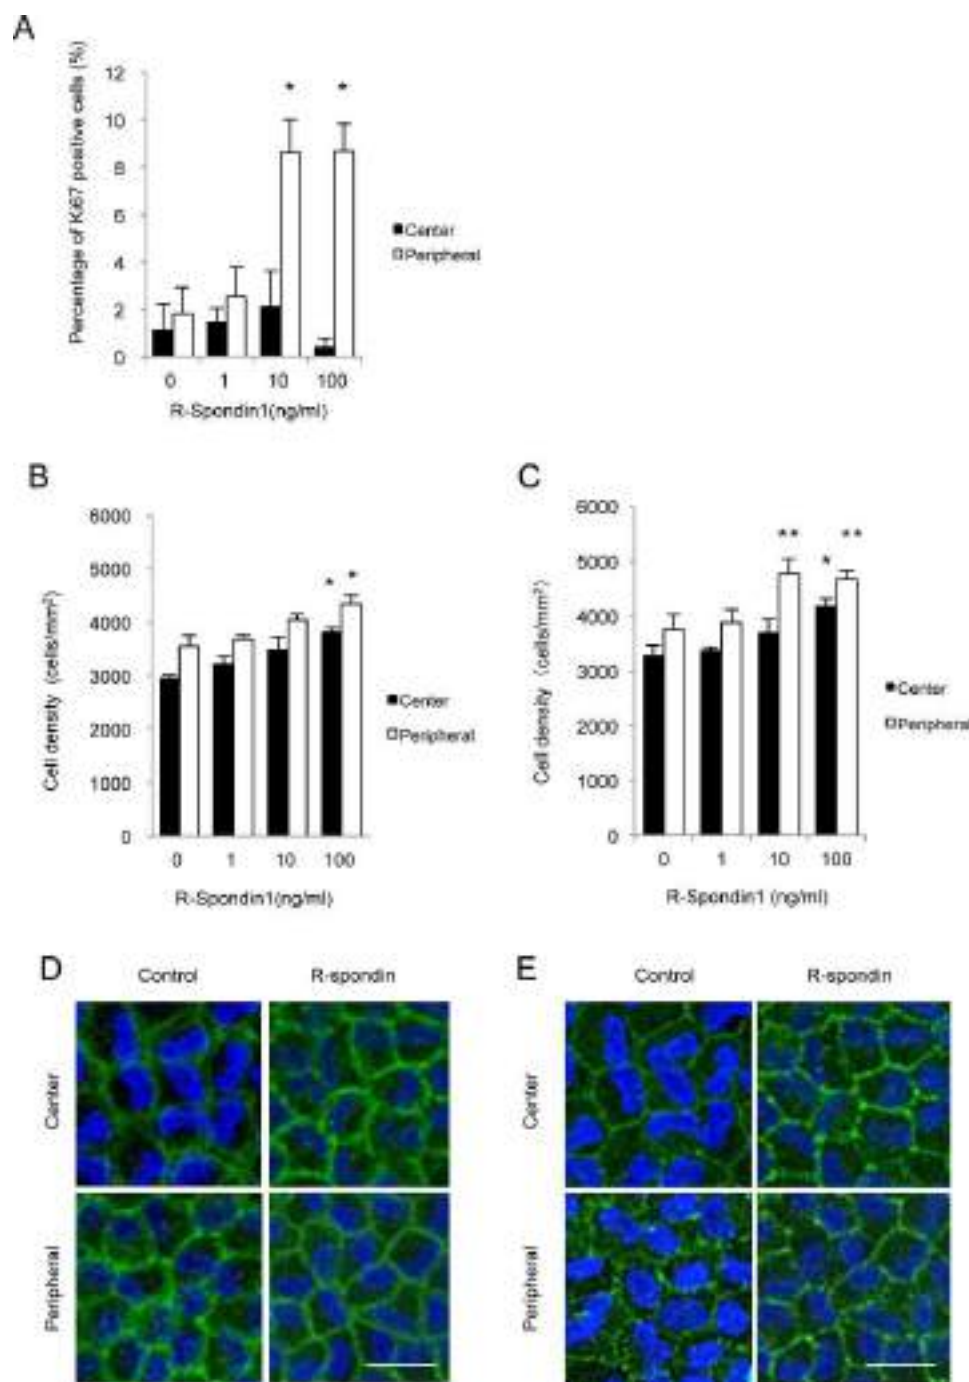 A
Percentage of Ki67 positive cells (%)
12
10
8
6
4
2
0
* *
Center
Peripheral
0 1 10 100
R-Spondin1(ng/ml)
B
Cell density (cells/mm²)
6000
5000
4000
3000
2000
1000
0
* *
Center
Peripheral
0 1 10 100
R-Spondin1(ng/ml)
C
Cell density (cells/mm²)
6000
5000
4000
3000
2000
1000
0
** * **
Center
Peripheral
0 1 10 100
R-Spondin1 (ng/ml)
D
Control R-spondin
Center
Peripheral
E
Control R-spondin
Center
Peripheral